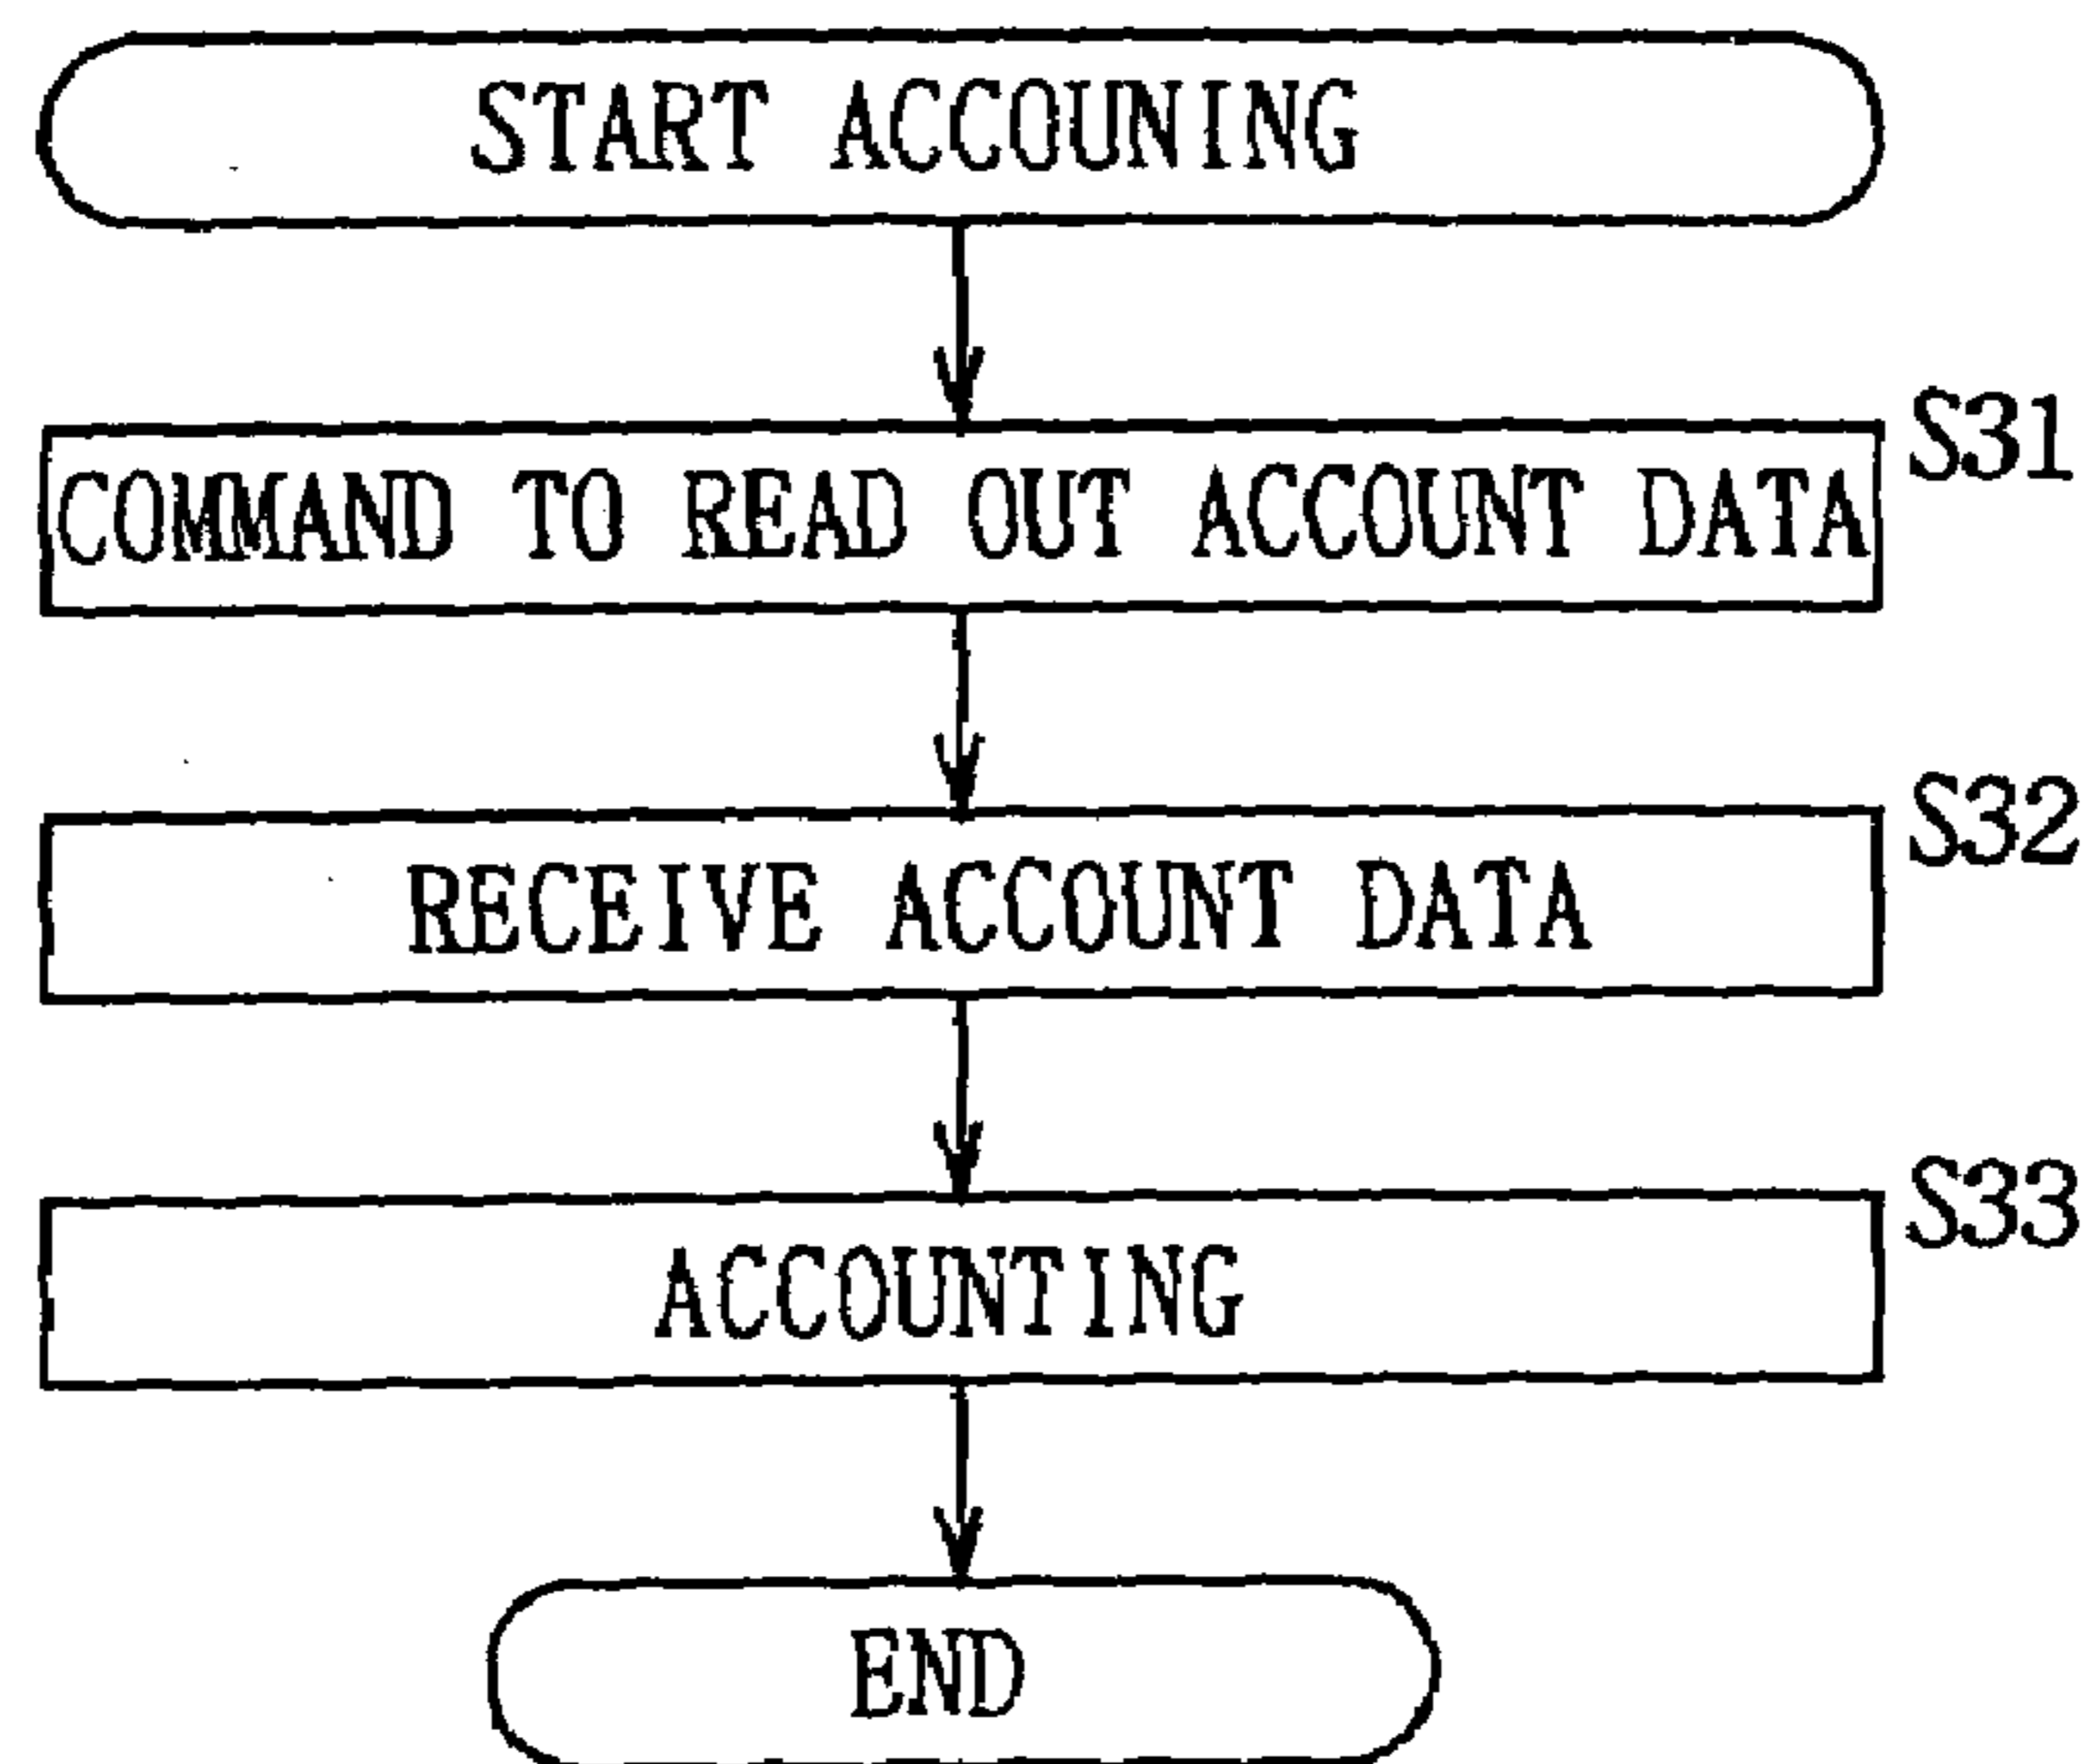 START ACCOUNING
S31
COMMAND TO READ OUT ACCOUNT DATA
S32
RECEIVE ACCOUNT DATA
S33
ACCOUNTING
END